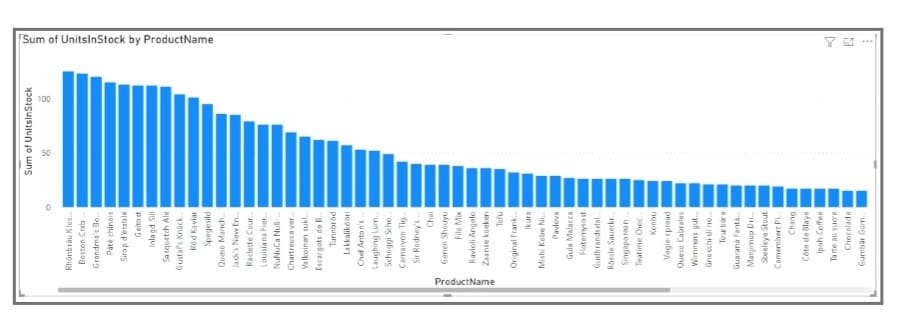 Sum of UnitsInStock by ProductName
Sum of UnitsInStock
100
50
0
Rhönbräu Klos...
Boston Crab ...
Grandma's Bo...
Pâté chinois
Sirop d'érable
Geitost
Inlagd Sill
Sasquatch Ale
Gustaf's Knäck...
Röd Kaviar
Spegesild
Queso Manch...
Jack's New En...
Raclette Cour...
Louisiana Fier...
NuNuCa Nuß-...
Chartreuse ver...
Valkoinen sukl...
Escargots de B...
Tunnbröd
Lakkalikööri
Chef Anton's ...
Laughing Lum...
Schoggi Scho...
Carnarvon Tig...
Sir Rodney's ...
Chai
Genen Shouyu
Filo Mix
Ravioli Angelo
Zaanse koeken
Tofu
Original Frank...
Ikura
Mishi Kobe Ni...
Pavlova
Gula Malacca
Fløtemysost
Gudbrandsdal...
Rössle Sauerkr...
Singaporean ...
Teatime Choc...
Konbu
Vegie-spread
Queso Cabrales
Wimmers gut...
Gnocchi di no...
Tourtière
Guaraná Fantá...
Manjimup Dri...
Steeleye Stout
Camembert Pi...
Chang
Côte de Blaye
Ipoh Coffee
Tarte au sucre
Chocolade
Gumbär Gum...
ProductName